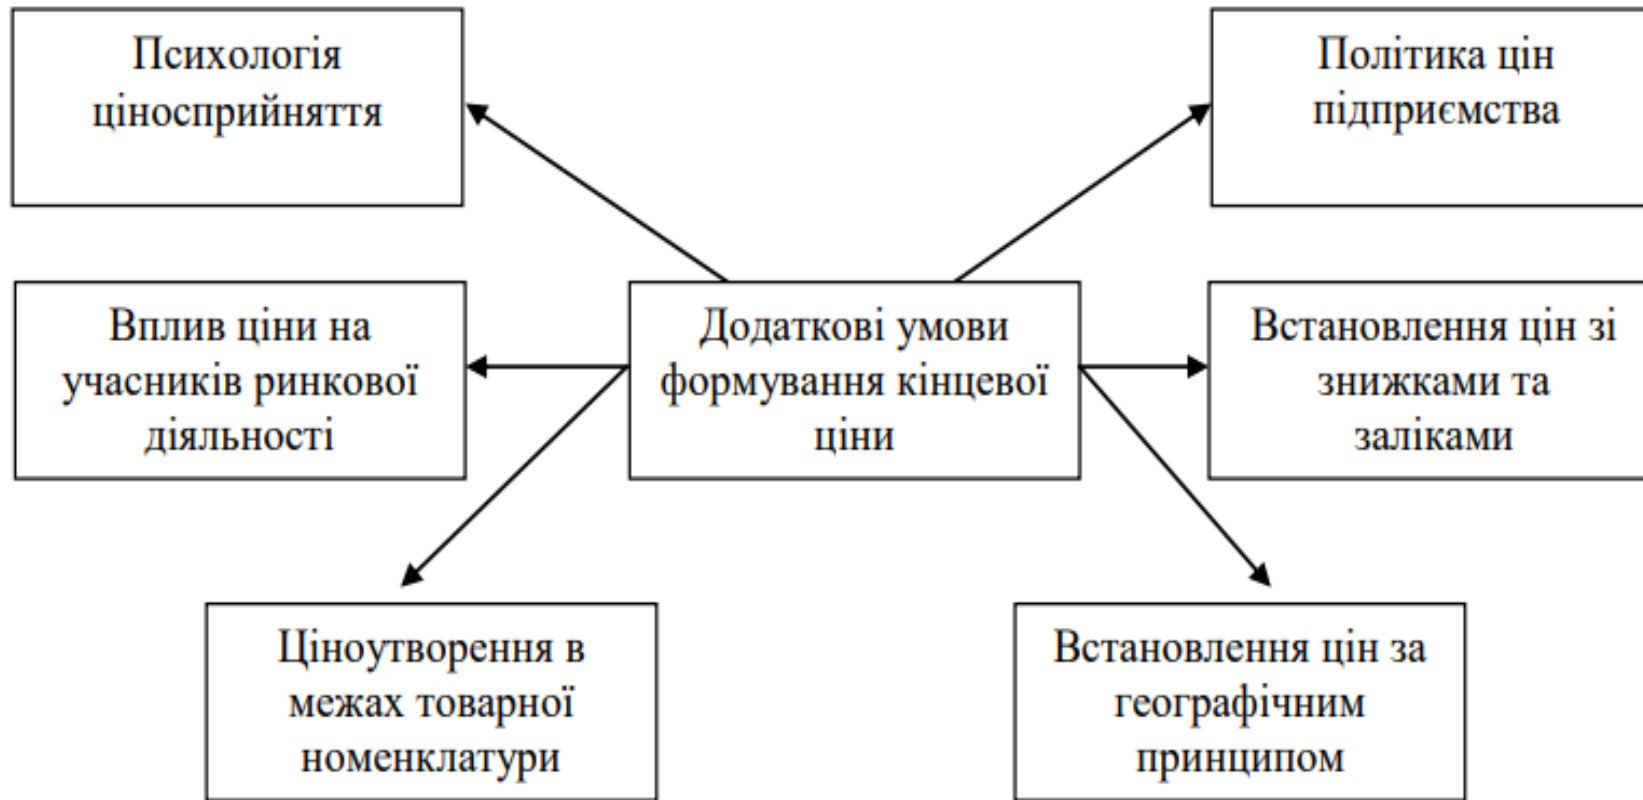 Психологія
ціносприйняття
Політика цін
підприємства
Вплив ціни на
учасників ринкової
діяльності
Додаткові умови
формування кінцевої
ціни
Встановлення цін зі
знижками та
заліками
Ціноутворення в
межах товарної
номенклатури
Встановлення цін за
географічним
принципом